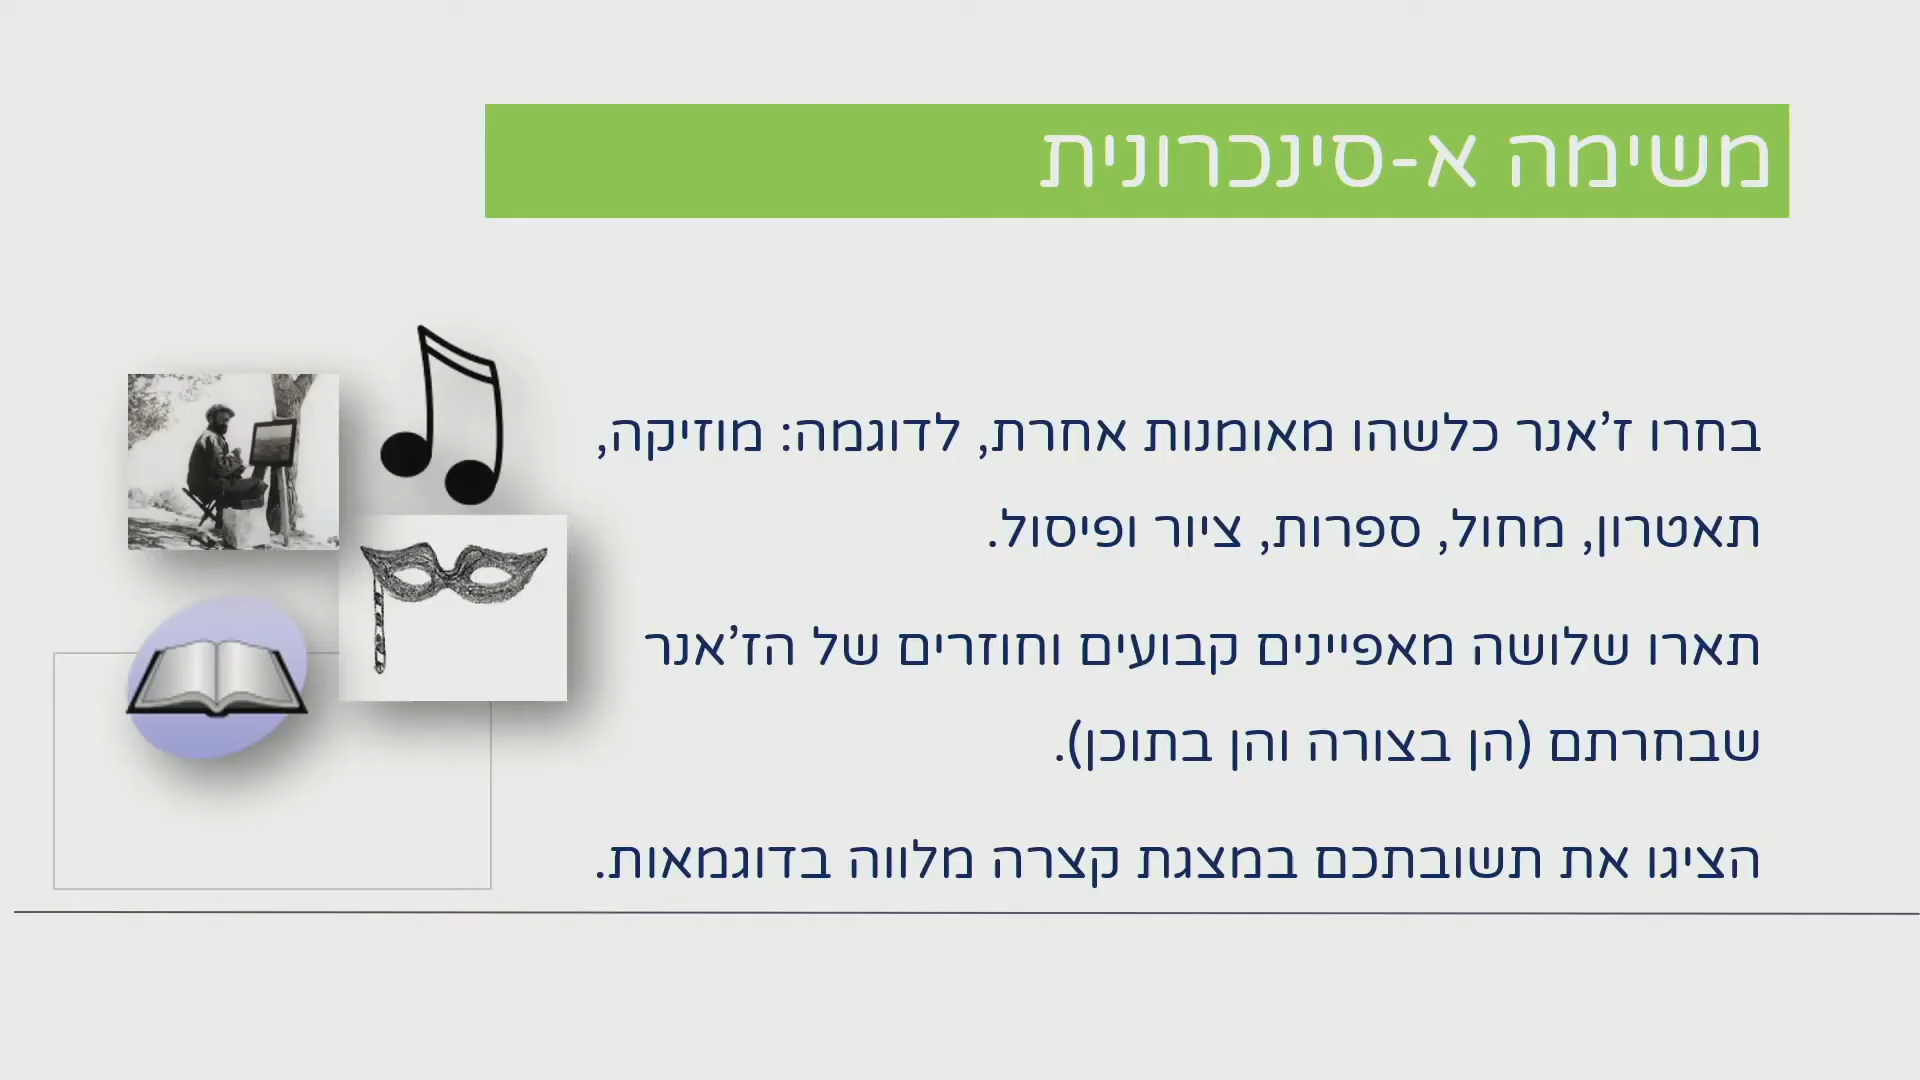 משימה א-סינכרונית
בחרו ז'אנר כלשהו מאומנות אחרת, לדוגמה: מוזיקה,
תאטרון, מחול, ספרות, ציור ופיסול.
תארו שלושה מאפיינים קבועים וחוזרים של הז'אנר
שבחרתם (הן בצורה והן בתוכן).
הציגו את תשובתכם במצגת קצרה מלווה בדוגמאות.